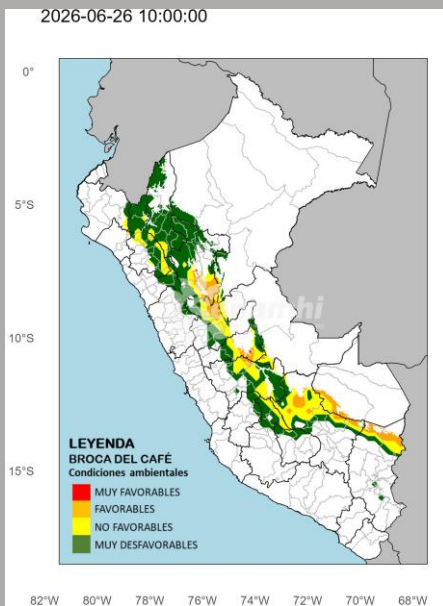 2026-06-26 10:00:00
0°
5°S
10°S
15°S
senamhi
LEYENDA
BROCA DEL CAFÉ
Condiciones ambientales
MUY FAVORABLES
FAVORABLES
NO FAVORABLES
MUY DESFAVORABLES
82°W 80°W 78°W 76°W 74°W 72°W 70°W 68°W